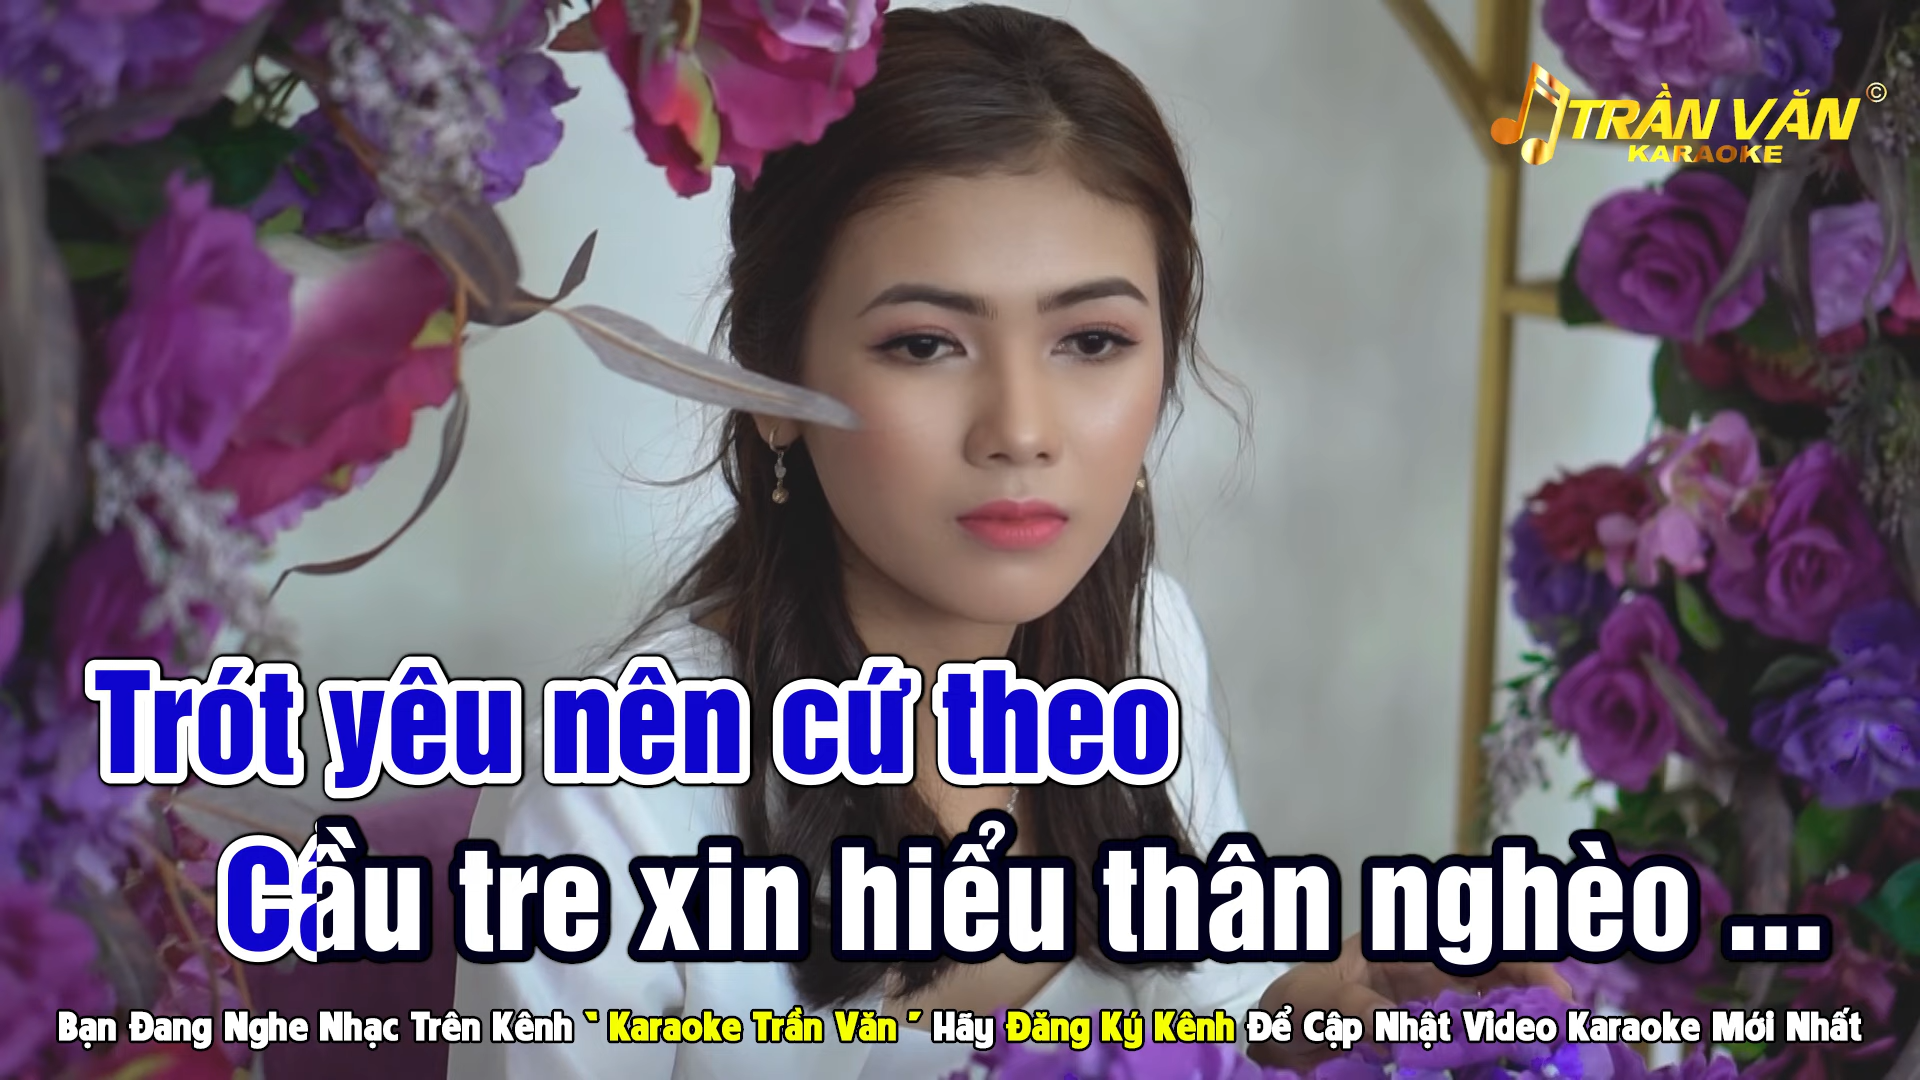 TRẦN VĂN ©
KARAOKE
Trót yêu nên cứ theo
Cầu tre xin hiểu thân nghèo ...
Bạn Đang Nghe Nhạc Trên Kênh ‘‘ Karaoke Trần Văn ’’ Hãy Đăng Ký Kênh Để Cập Nhật Video Karaoke Mới Nhất